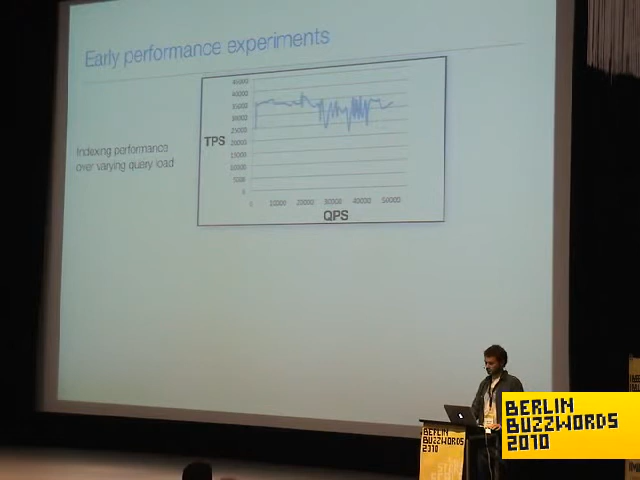 Early performance experiments
45000
40000
35000
30000
25000
20000
15000
10000
5000
0
TPS
Indexing performance
over varying query load
0 10000 20000 30000 40000 50000
QPS
BERLIN
BUZZWORDS
2010
BERLIN
BUZZWORDS
2010